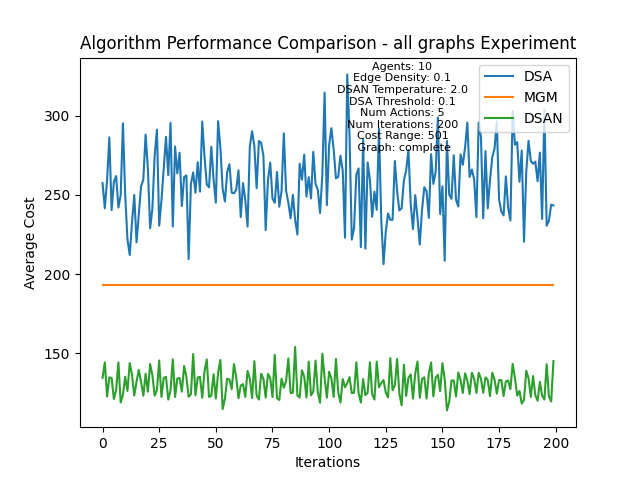 Algorithm Performance Comparison - all graphs Experiment
Agents: 10
Edge Density: 0.1
DSAN Temperature: 2.0
DSA Threshold: 0.1
Num Actions: 5
Num Iterations: 200
Cost Range: 501
Graph: complete
DSA
MGM
DSAN
Average Cost
300
250
200
150
0
25
50
75
100
125
150
175
200
Iterations